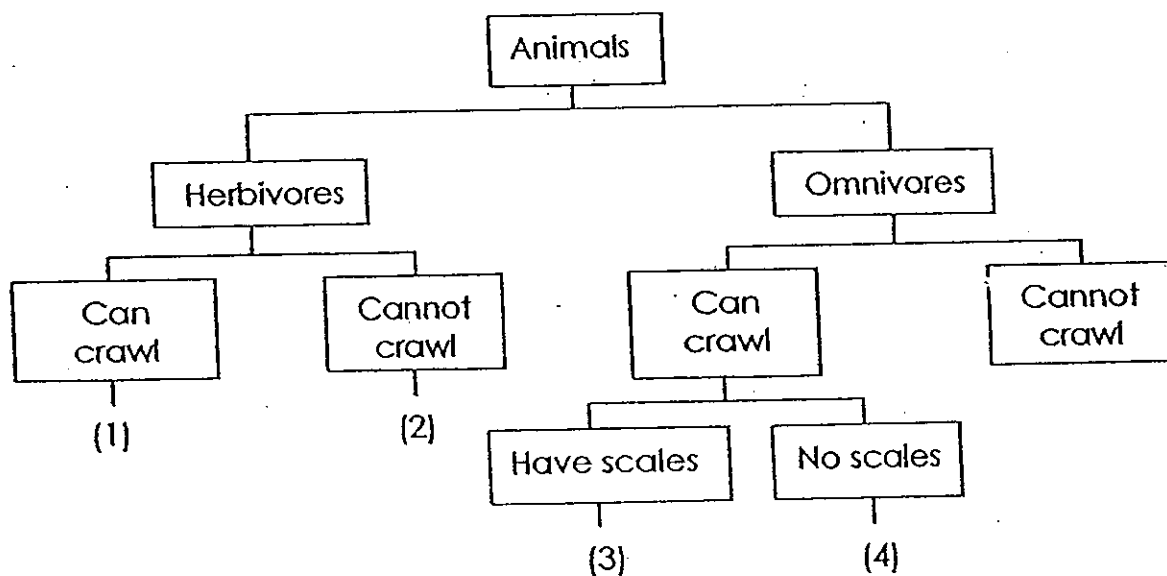 Animals
Herbivores
Omnivores
Can
crawl
Cannot
crawl
Can
crawl
Cannot
crawl
(1)
(2)
Have scales
No scales
(3)
(4)